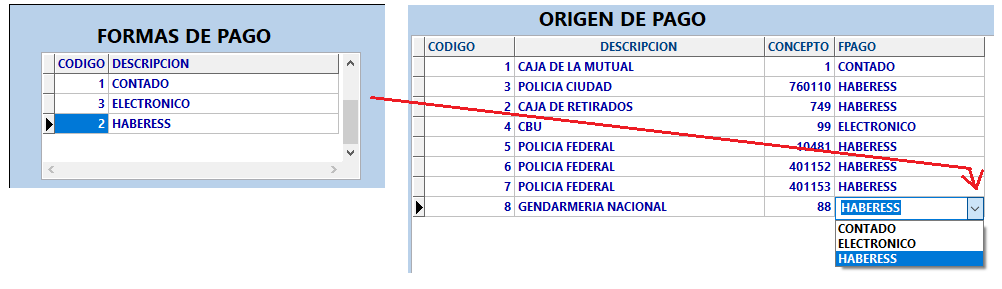 FORMAS DE PAGO
CODIGO DESCRIPCION
1 CONTADO
3 ELECTRONICO
2 HABERESS
ORIGEN DE PAGO
CODIGO DESCRIPCION CONCEPTO FPAGO
1 CAJA DE LA MUTUAL 1 CONTADO
3 POLICIA CIUDAD 760110 HABERESS
2 CAJA DE RETIRADOS 749 HABERESS
4 CBU 99 ELECTRONICO
5 POLICIA FEDERAL 10481 HABERESS
6 POLICIA FEDERAL 401152 HABERESS
7 POLICIA FEDERAL 401153 HABERESS
8 GENDARMERIA NACIONAL 88 HABERESS
CONTADO
ELECTRONICO
HABERESS